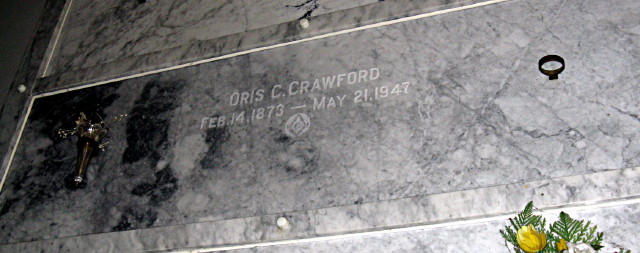 ORIS C. CRAWFORD
FEB. 14, 1873 — MAY 21, 1947